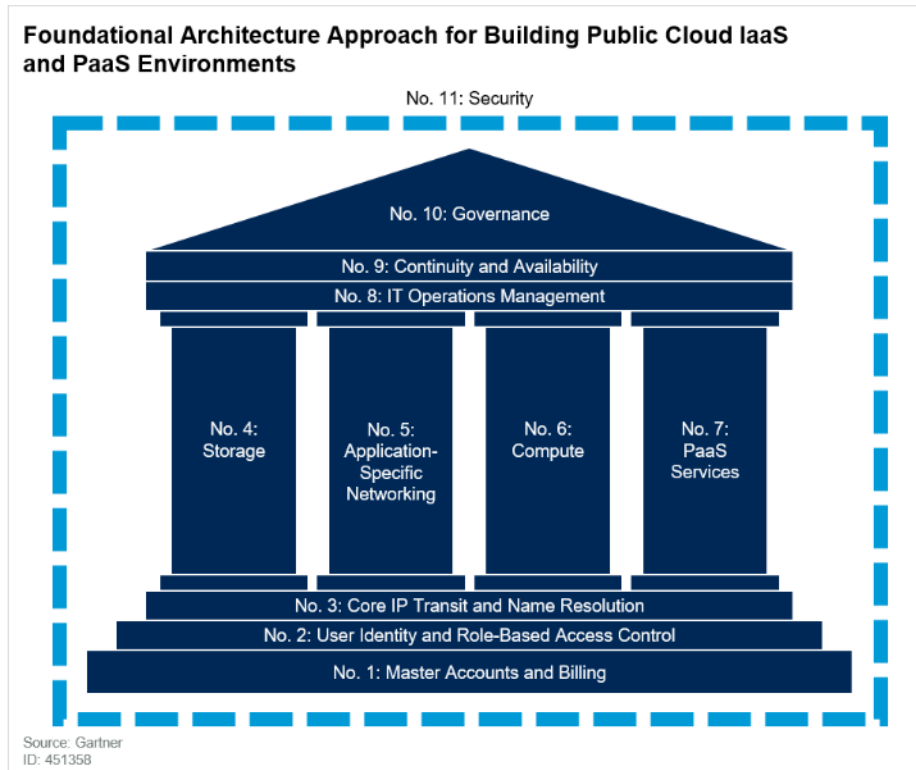 Foundational Architecture Approach for Building Public Cloud IaaS
and PaaS Environments
No. 11: Security
No. 10: Governance
No. 9: Continuity and Availability
No. 8: IT Operations Management
No. 4:
Storage
No. 5:
Application-
Specific
Networking
No. 6:
Compute
No. 7:
PaaS
Services
No. 3: Core IP Transit and Name Resolution
No. 2: User Identity and Role-Based Access Control
No. 1: Master Accounts and Billing
Source: Gartner
ID: 451358